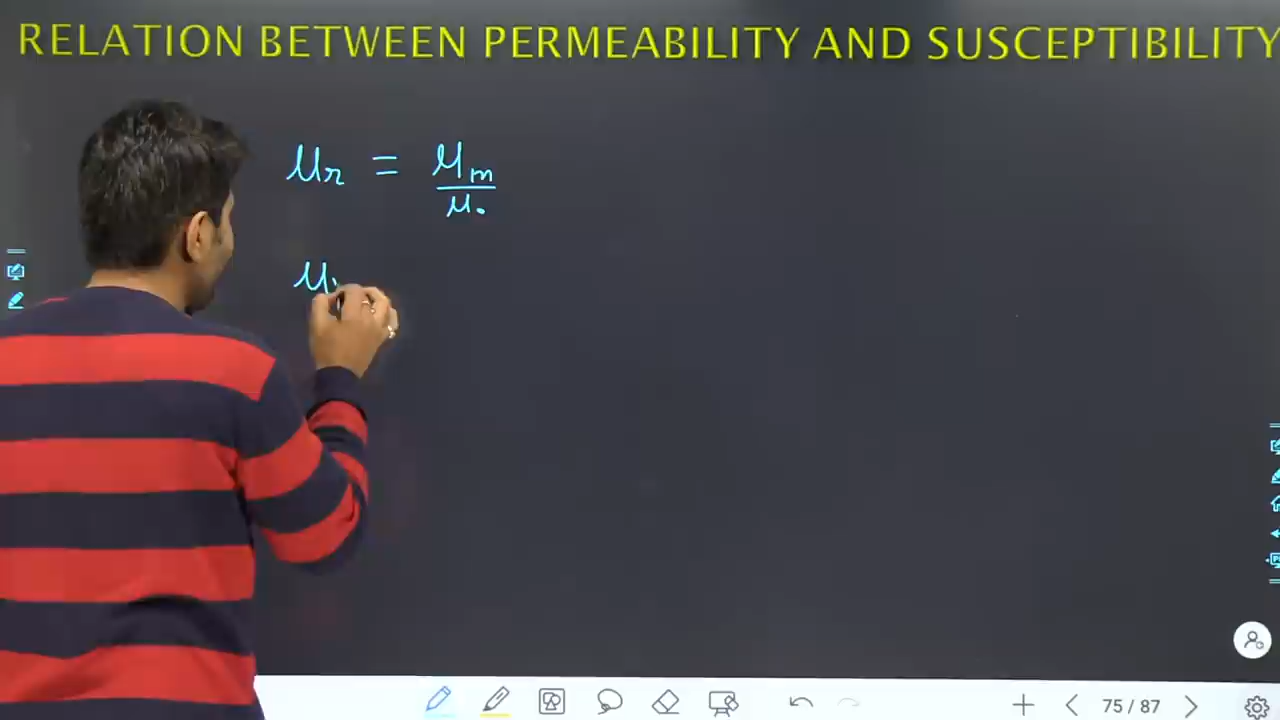 RELATION BETWEEN PERMEABILITY AND SUSCEPTIBILITY
μr = μm/μ₀
μ
75 / 87